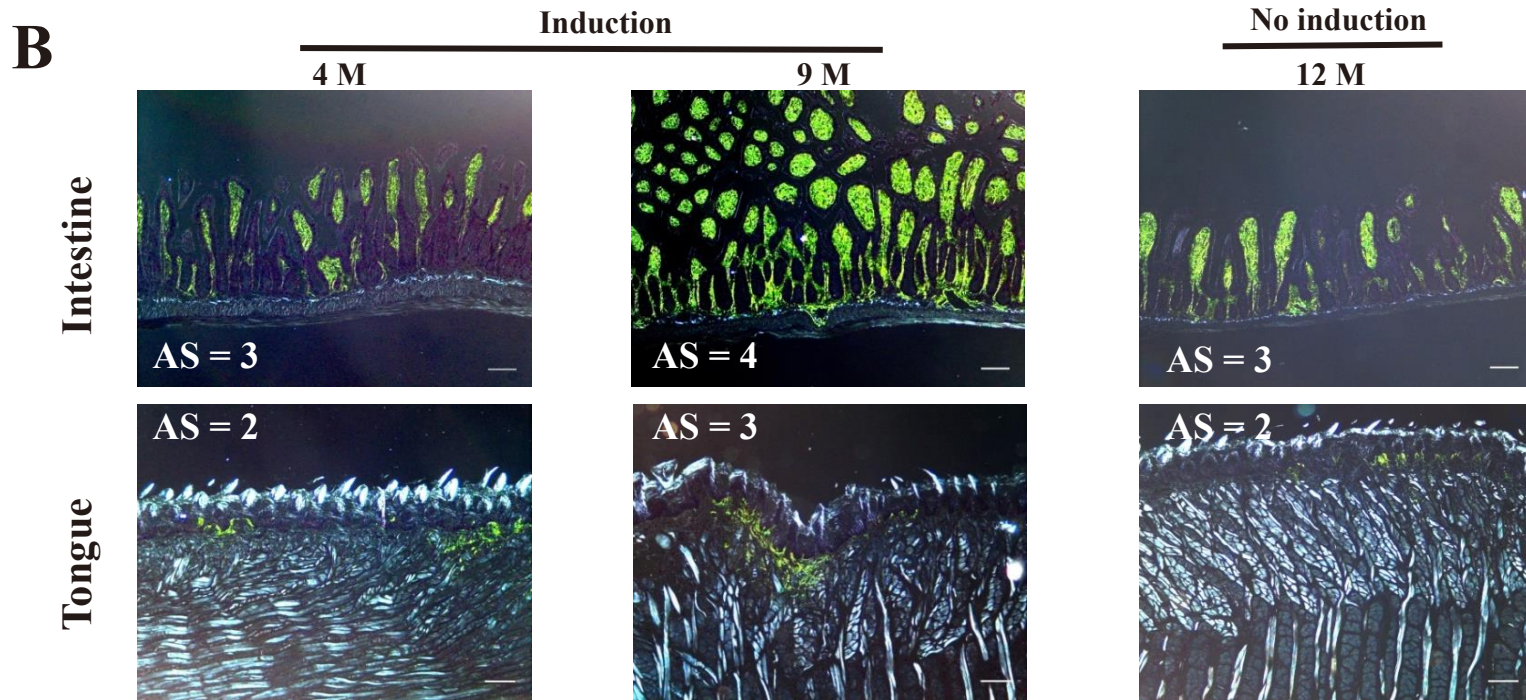 B
Induction
No induction
4 M
9 M
12 M
Intestine
AS = 3
AS = 4
AS = 3
Tongue
AS = 2
AS = 3
AS = 2